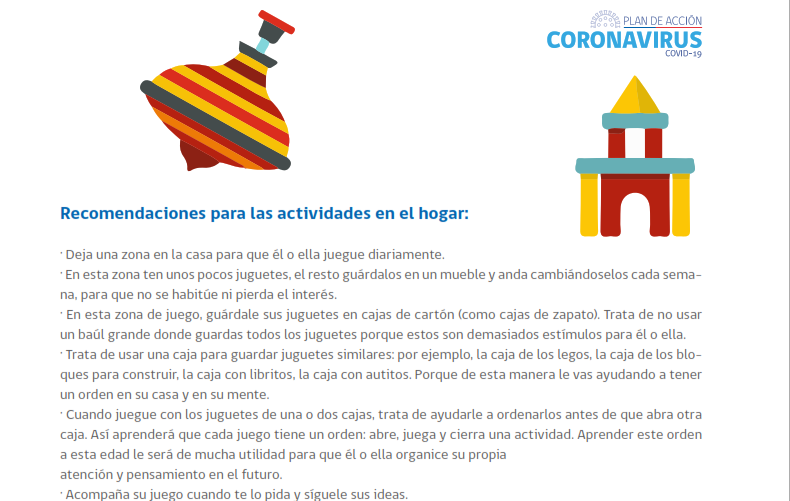 PLAN DE ACCIÓN
CORONAVIRUS
COVID-19
Recomendaciones para las actividades en el hogar:
· Deja una zona en la casa para que él o ella juegue diariamente.
· En esta zona ten unos pocos juguetes, el resto guárdalos en un mueble y anda cambiándoselos cada sema-
na, para que no se habitúe ni pierda el interés.
· En esta zona de juego, guárdale sus juguetes en cajas de cartón (como cajas de zapato). Trata de no usar
un baúl grande donde guardas todos los juguetes porque estos son demasiados estímulos para él o ella.
· Trata de usar una caja para guardar juguetes similares: por ejemplo, la caja de los legos, la caja de los blo-
ques para construir, la caja con libritos, la caja con autitos. Porque de esta manera le vas ayudando a tener
un orden en su casa y en su mente.
· Cuando juegue con los juguetes de una o dos cajas, trata de ayudarle a ordenarlos antes de que abra otra
caja. Así aprenderá que cada juego tiene un orden: abre, juega y cierra una actividad. Aprender este orden
a esta edad le será de mucha utilidad para que él o ella organice su propia
atención y pensamiento en el futuro.
· Acompaña su juego cuando te lo pida y síguele sus ideas.